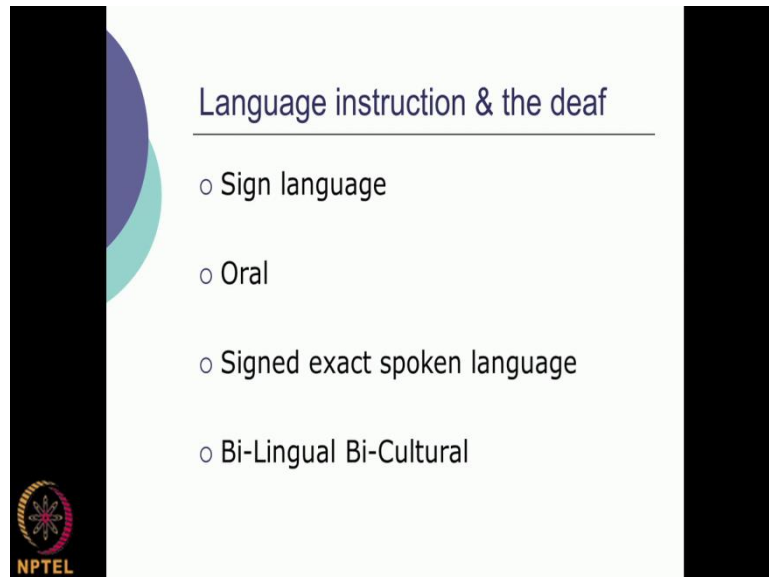 Language instruction & the deaf
Sign language
Oral
Signed exact spoken language
Bi-Lingual Bi-Cultural
NPTEL